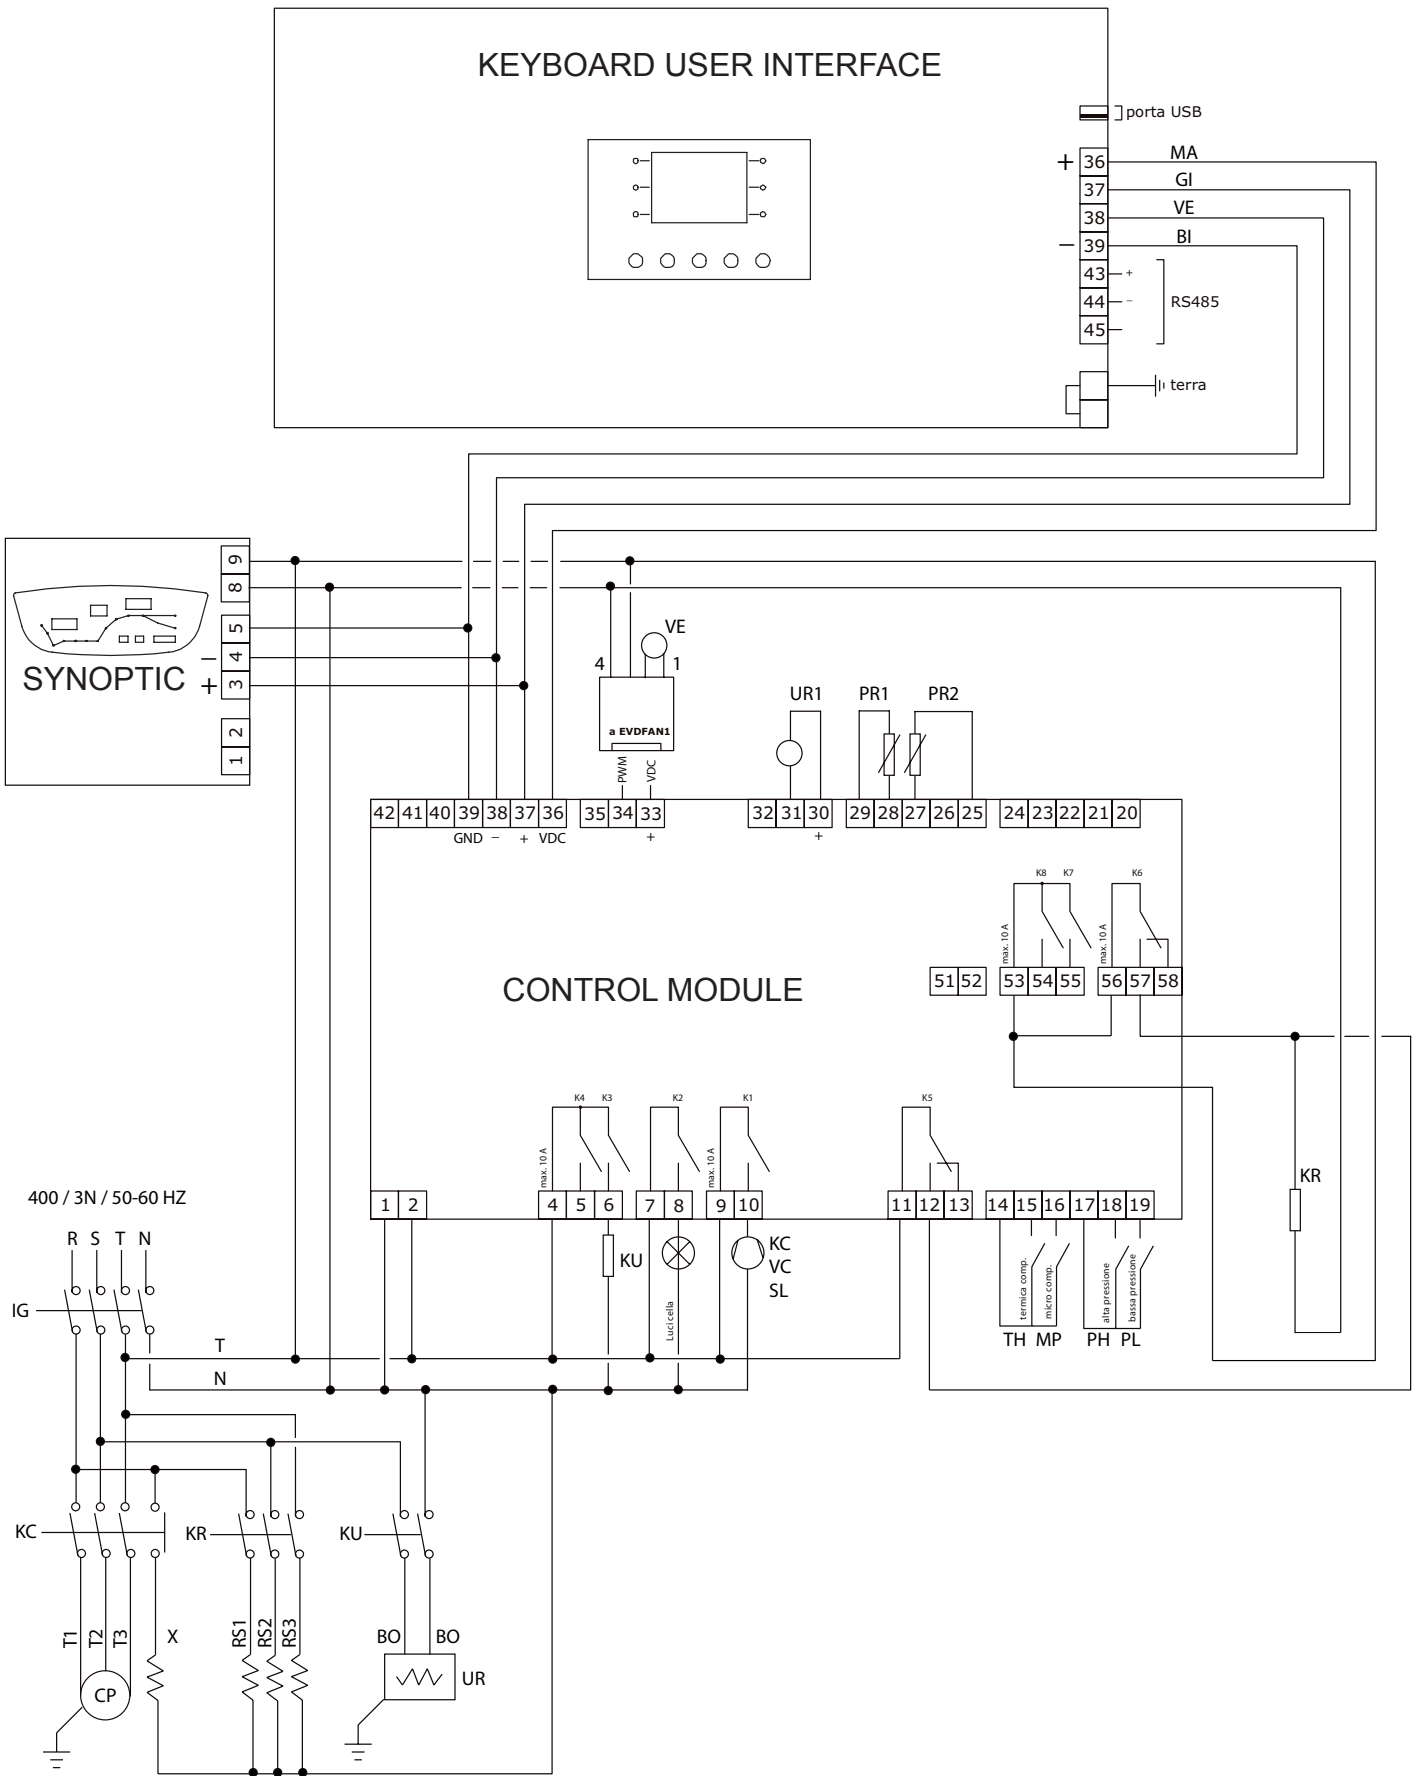 KEYBOARD USER INTERFACE
porta USB
+ 36 MA
37 GI
38 VE
− 39 BI
43 +
44 −
45
RS485
terra
9
8
5
− 4
+ 3
2
1
SYNOPTIC
VE
4 1
a EVDFAN1
PWM
VDC
UR1
PR1
PR2
42 41 40 39 38 37 36 35 34 33 32 31 30 29 28 27 26 25 24 23 22 21 20
GND − + VDC + +
K8 K7 K6
max. 10 A
max. 10 A
51 52 53 54 55 56 57 58
CONTROL MODULE
K4 K3 K2 K1 K5
max. 10 A
max. 10 A
1 2 4 5 6 7 8 9 10 11 12 13 14 15 16 17 18 19
KR
400 / 3N / 50-60 HZ
R S T N
KU
Luci cella
KC
VC
SL
termica comp.
micro comp.
alta pressione
bassa pressione
TH MP PH PL
IG
T
N
KC
KR
KU
T1
T2
T3
X
RS1
RS2
RS3
BO BO
CP
UR